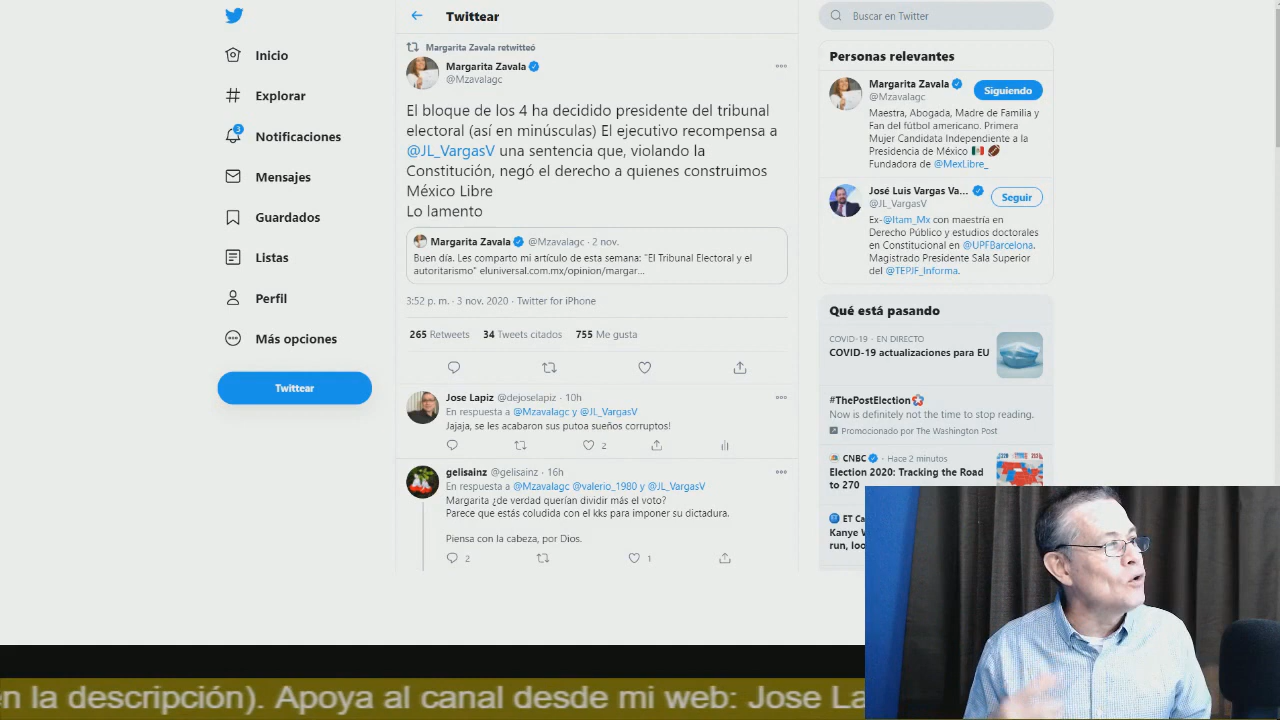 Inicio
Explorar
3
Notificaciones
Mensajes
Guardados
Listas
Perfil
Más opciones
Twittear
Twittear
Margarita Zavala retwitteó
Margarita Zavala
@Mzavalagc
El bloque de los 4 ha decidido presidente del tribunal
electoral (así en minúsculas) El ejecutivo recompensa a
@JL_VargasV una sentencia que, violando la
Constitución, negó el derecho a quienes construimos
México Libre
Lo lamento
Margarita Zavala @Mzavalagc · 2 nov.
Buen día. Les comparto mi artículo de esta semana: "El Tribunal Electoral y el
autoritarismo" eluniversal.com.mx/opinion/margar...
3:52 p. m. · 3 nov. 2020 · Twitter for iPhone
265 Retweets 34 Tweets citados 755 Me gusta
Jose Lapiz @dejoselapiz · 10h
En respuesta a @Mzavalagc y @JL_VargasV
Jajaja, se les acabaron sus putoa sueños corruptos!
2
gelisainz @gelisainz · 16h
En respuesta a @Mzavalagc @valerio_1980 y @JL_VargasV
Margarita ¿de verdad querían dividir más el voto?
Parece que estás coludida con el kks para imponer su dictadura.
Piensa con la cabeza, por Dios.
2 1
Buscar en Twitter
Personas relevantes
Margarita Zavala
@Mzavalagc
Siguiendo
Maestra, Abogada, Madre de Familia y
Fan del fútbol americano. Primera
Mujer Candidata Independiente a la
Presidencia de México 🇲🇽 🏈
Fundadora de @MexLibre_
José Luis Vargas Va...
@JL_VargasV
Seguir
Ex-@Itam_Mx con maestría en
Derecho Público y estudios doctorales
en Constitucional en @UPFBarcelona.
Magistrado Presidente Sala Superior
del @TEPJF_Informa.
Qué está pasando
COVID-19 · EN DIRECTO
COVID-19 actualizaciones para EU
#ThePostElection
Now is definitely not the time to stop reading.
Promocionado por The Washington Post
CNBC · Hace 2 minutos
Election 2020: Tracking the Road
to 270
ET Ca
Kanye W
run, loo
en la descripción). Apoya al canal desde mi web: Jose La